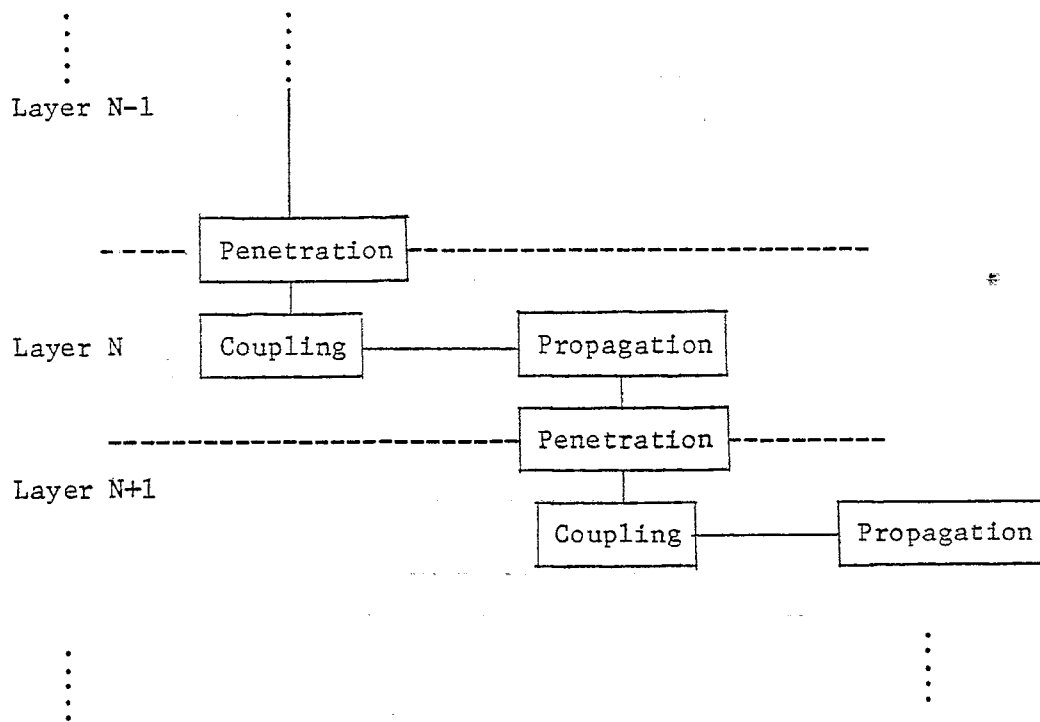 Layer N-1
Penetration
Layer N
Coupling
Propagation
Penetration
Layer N+1
Coupling
Propagation